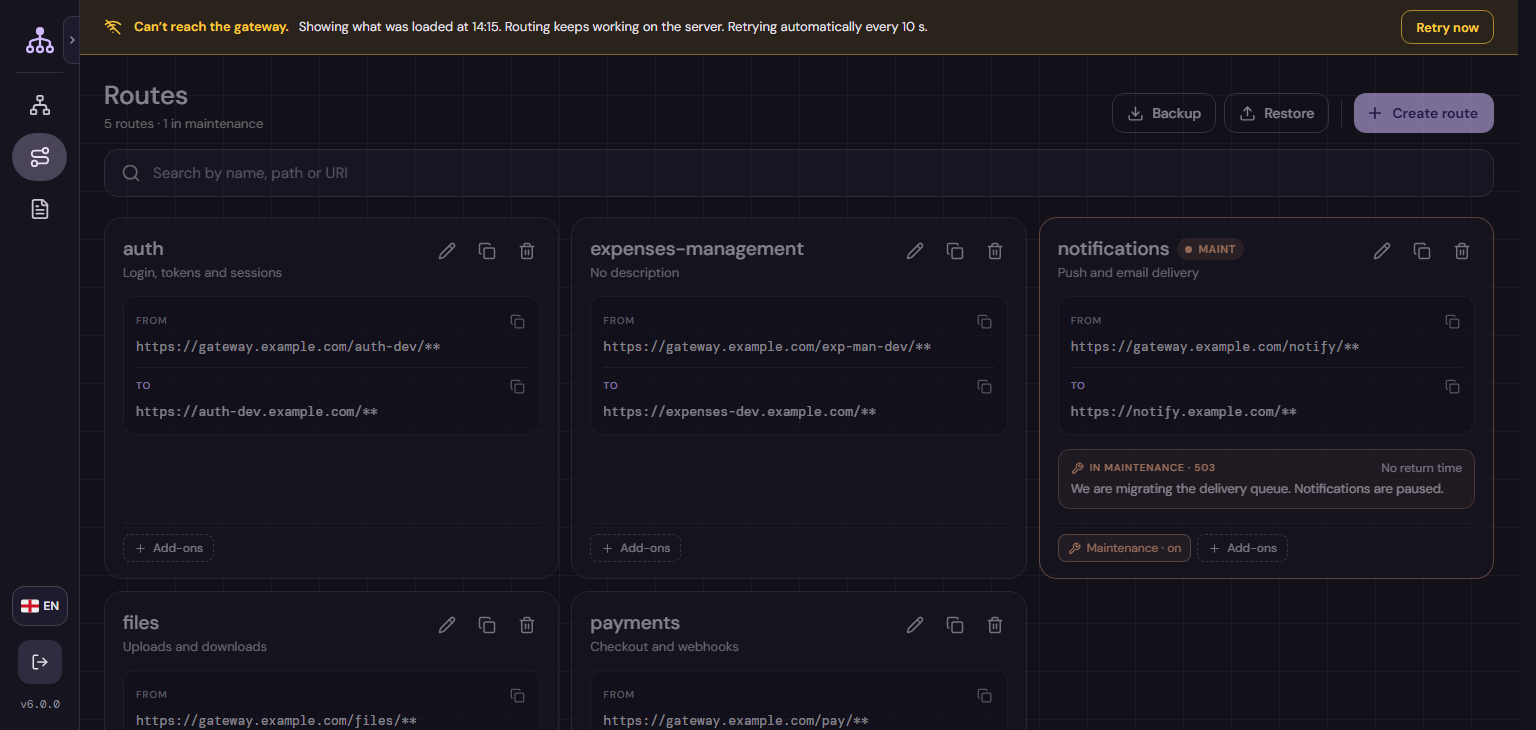 Can't reach the gateway. Showing what was loaded at 14:15. Routing keeps working on the server. Retrying automatically every 10 s.
Retry now
Routes
5 routes · 1 in maintenance
Backup
Restore
Create route
Search by name, path or URI
auth
Login, tokens and sessions
FROM
https://gateway.example.com/auth-dev/**
TO
https://auth-dev.example.com/**
Add-ons
expenses-management
No description
FROM
https://gateway.example.com/exp-man-dev/**
TO
https://expenses-dev.example.com/**
Add-ons
notifications MAINT
Push and email delivery
FROM
https://gateway.example.com/notify/**
TO
https://notify.example.com/**
IN MAINTENANCE · 503 No return time
We are migrating the delivery queue. Notifications are paused.
Maintenance · on
Add-ons
files
Uploads and downloads
FROM
https://gateway.example.com/files/**
payments
Checkout and webhooks
FROM
https://gateway.example.com/pay/**
EN
v6.0.0